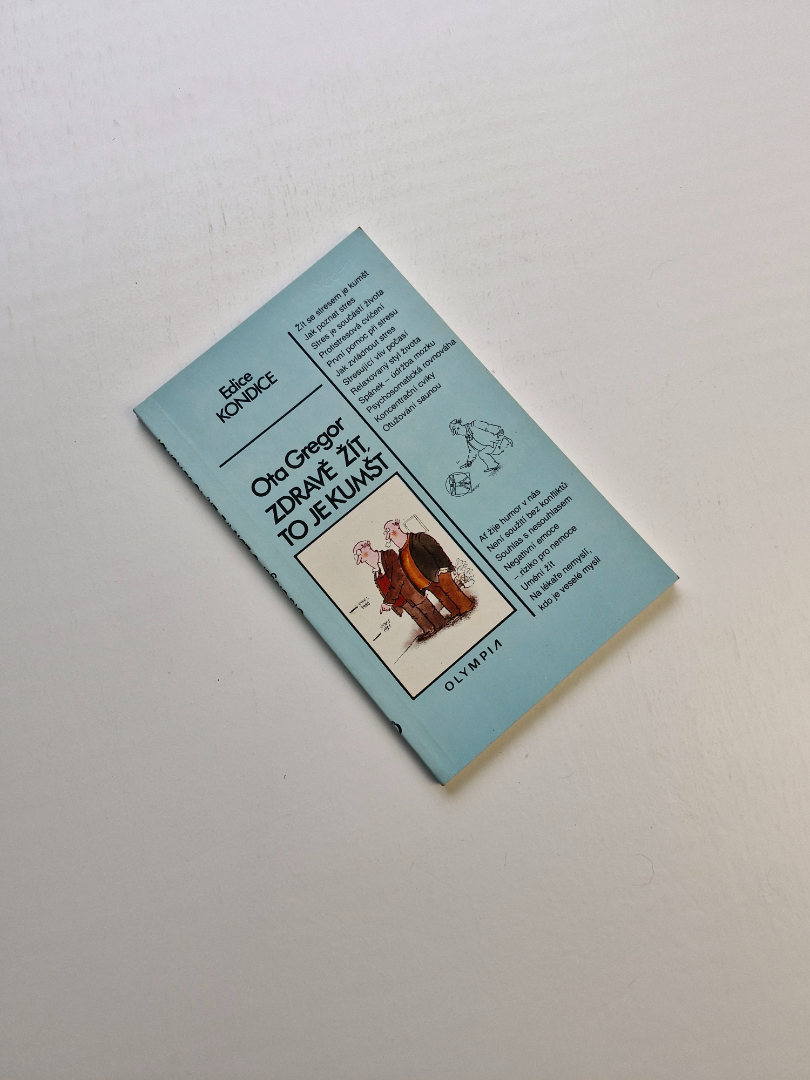 Edice
KONDICE
Ota Gregor
ZDRAVĚ ŽÍT,
TO JE KUMŠT
OLYMPIA
Žít se stresem je kumšt
Jak poznat stres
Stres je součástí života
Protistresová cvičení
První pomoc při stresu
Jak zvládnout stres
Stresující vliv počasí
Relaxovaný styl života
Spánek – údržba mozku
Psychosomatická rovnováha
Koncentrační cviky
Otužování saunou
Ať žije humor v nás
Není soužití bez konfliktů
Souhlas s nesouhlasem
Negativní emoce
– riziko pro nemoce
Umění žít
Na lékaře nemyslí,
kdo je veselé mysli